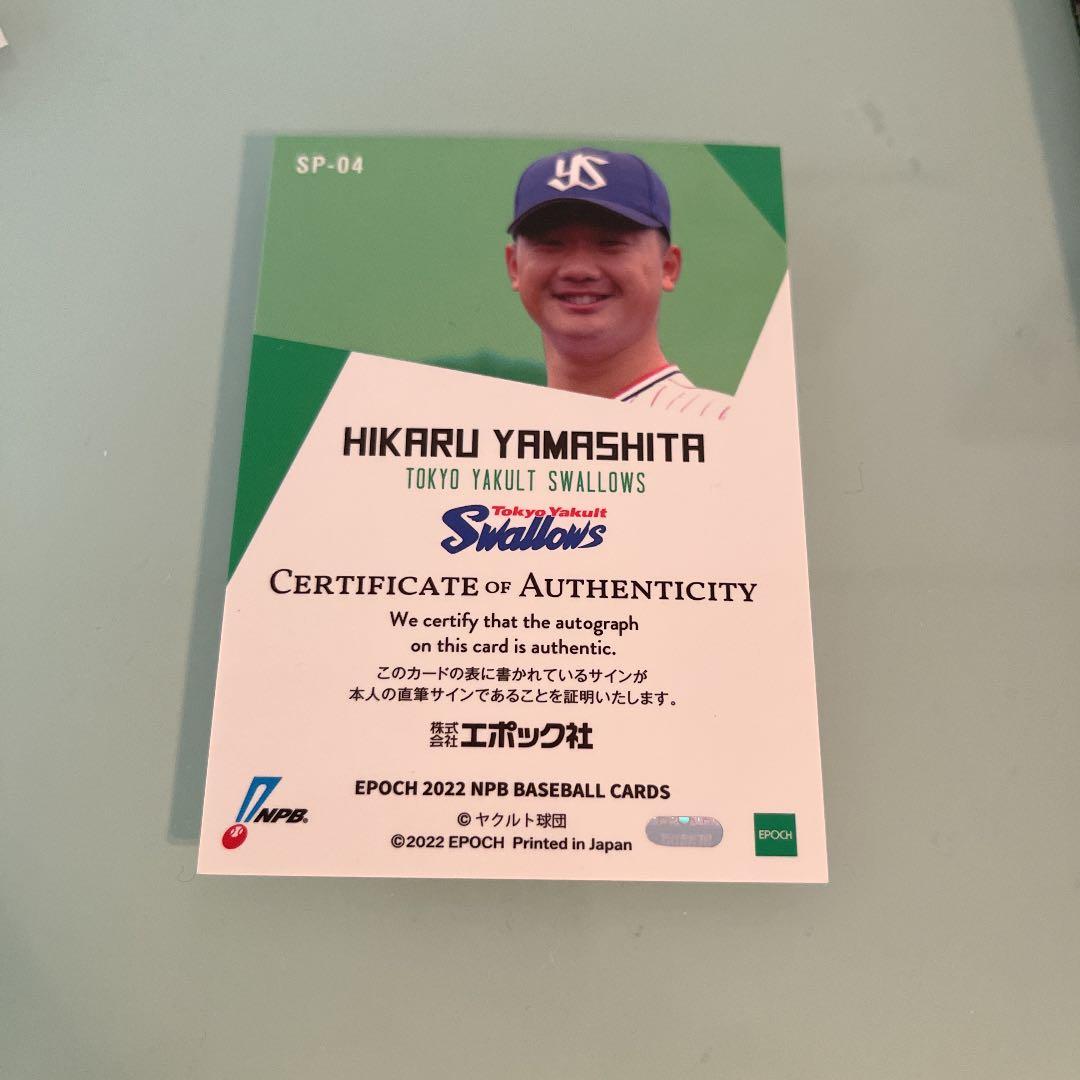 SP-04
YS
HIKARU YAMASHITA
TOKYO YAKULT SWALLOWS
Tokyo Yakult
Swallows
CERTIFICATE OF AUTHENTICITY
We certify that the autograph
on this card is authentic.
このカードの表に書かれているサインが
本人の直筆サインであることを証明いたします。
株式会社エポック社
EPOCH 2022 NPB BASEBALL CARDS
NPB®
© ヤクルト球団
©2022 EPOCH Printed in Japan
EPOCH